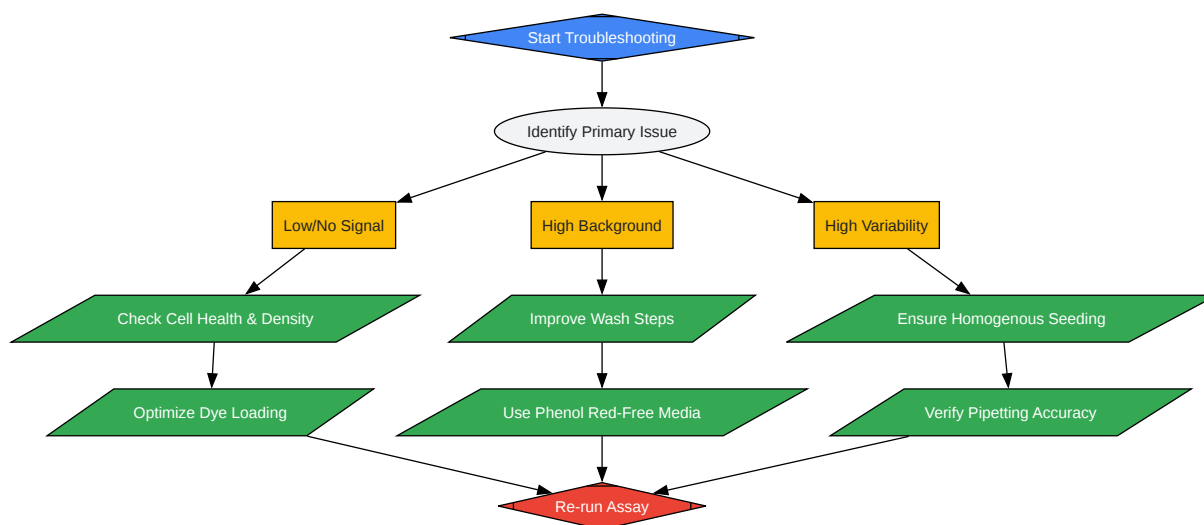 Start Troubleshooting
Identify Primary Issue
Low/No Signal
High Background
High Variability
Check Cell Health & Density
Improve Wash Steps
Ensure Homogenous Seeding
Optimize Dye Loading
Use Phenol Red-Free Media
Verify Pipetting Accuracy
Re-run Assay